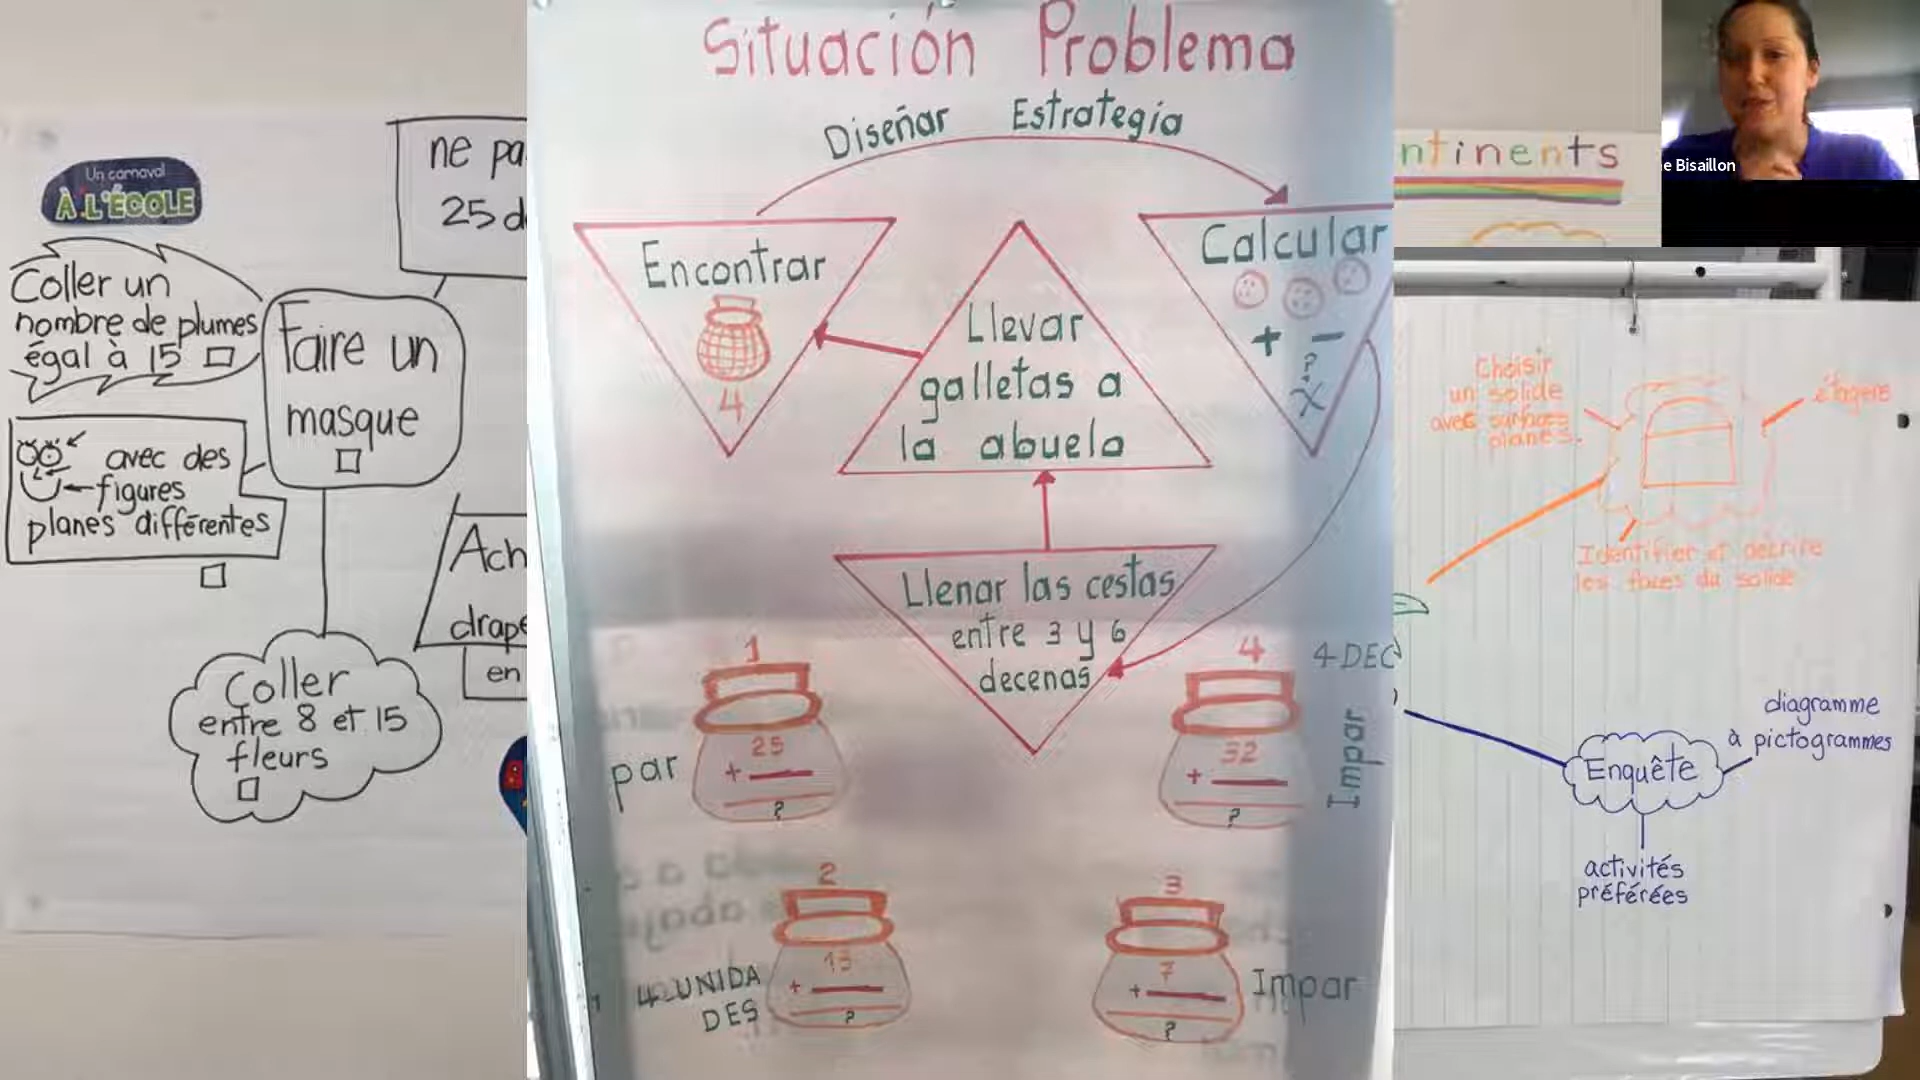 Un carnaval
À L'ÉCOLE
Coller un
nombre de plumes
égal à 15
avec des
figures
planes différentes
Faire un
masque
Coller
entre 8 et 15
fleurs
ne pa
25 d
Ach
drape
en
Situación Problema
Diseñar Estrategia
Encontrar
4
Llevar
galletas a
la abuela
Calcular
+ -
?
x
Llenar las cestas
entre 3 y 6
decenas
1
25
+
?
par
4
32
+
?
4 DEC
Impar
2
15
+
?
4 UNIDA
DES
3
7
+
?
Impar
ntinents
e Bisaillon
Choisir
un solide
avec surfaces
planes.
étagère
Identifier et décrire
les faces du solide
Enquête
diagramme
à pictogrammes
activités
préférées